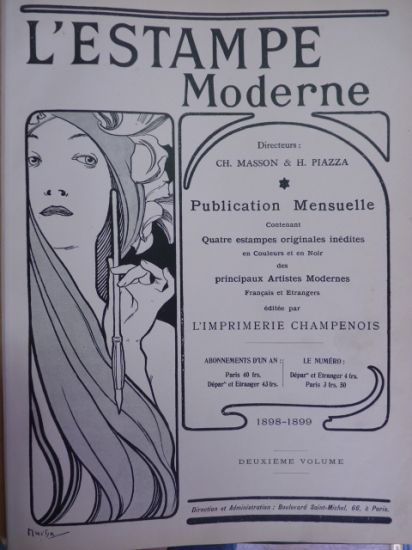 L'ESTAMPE
Moderne
Directeurs :
CH. MASSON & H. PIAZZA
Publication Mensuelle
Contenant
Quatre estampes originales inédites
en Couleurs et en Noir
des
principaux Artistes Modernes
Français et Etrangers
éditée par
L'IMPRIMERIE CHAMPENOIS
ABONNEMENTS D'UN AN :
Paris 40 frs.
Départ et Etranger 43 frs.
LE NUMÉRO :
Départ et Etranger 4 frs.
Paris 3 frs. 50
1898-1899
DEUXIÈME VOLUME
Direction et Administration : Boulevard Saint-Michel, 66, à Paris.
Mucha